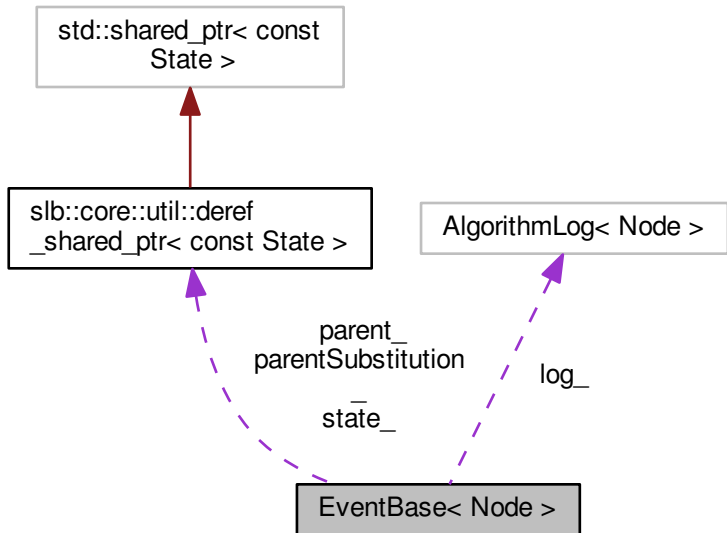 std::shared_ptr< const
State >
slb::core::util::deref
_shared_ptr< const State >
AlgorithmLog< Node >
parent_
parentSubstitution
_
state_
log_
EventBase< Node >